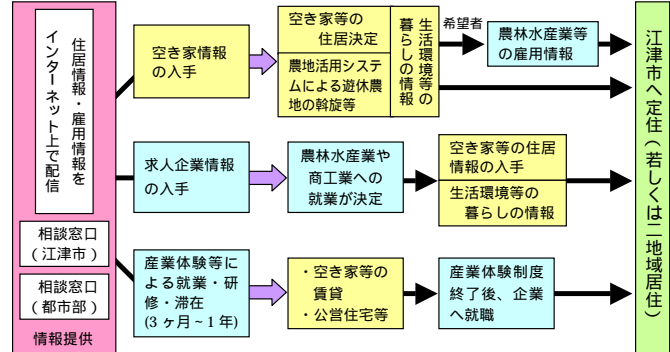 住居情報・雇用情報を
インターネット上で配信
相談窓口
（江津市）
相談窓口
（都市部）
情報提供
空き家情報
の入手
空き家等の
住居決定
農地活用システ
ムによる遊休農
地の斡旋等
生活環境等の
暮らしの情報
希望者
農林水産業等
の雇用情報
求人企業情報
の入手
農林水産業や
商工業への
就業が決定
空き家等の住居
情報の入手
生活環境等の
暮らしの情報
産業体験等に
よる就業・研
修・滞在
(3ヶ月~1年)
・空き家等の
賃貸
・公営住宅等
産業体験制度
終了後、企業
へ就職
江津市へ定住（若しくは二地域居住）